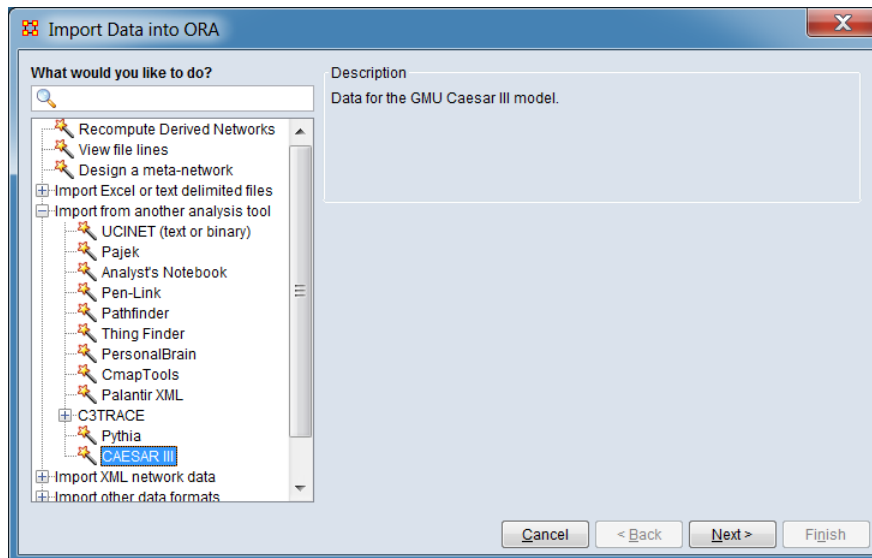 Import Data into ORA
What would you like to do?
Recompute Derived Networks
View file lines
Design a meta-network
Import Excel or text delimited files
Import from another analysis tool
UCINET (text or binary)
Pajek
Analyst's Notebook
Pen-Link
Pathfinder
Thing Finder
PersonalBrain
CmapTools
Palantir XML
C3TRACE
Pythia
CAESAR III
Import XML network data
Import other data formats
Description
Data for the GMU Caesar III model.
Cancel
< Back
Next >
Finish